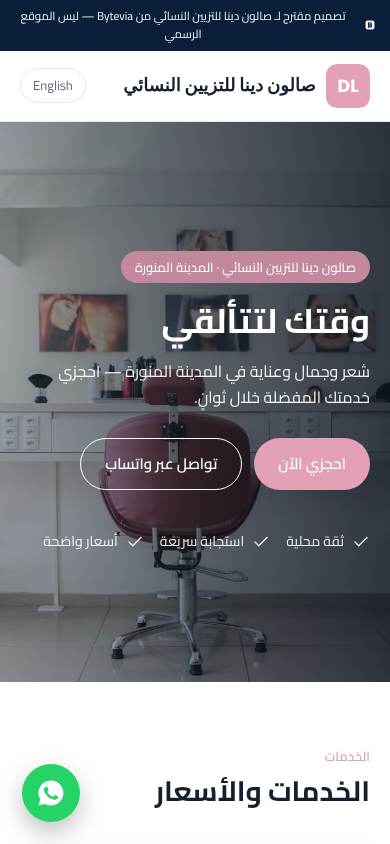 تصميم مقترح لـ صالون دينا للتزيين النسائي من Bytevia — ليس الموقع
الرسمي
DL
صالون دينا للتزيين النسائي
English
صالون دينا للتزيين النسائي · المدينة المنورة
وقتك لتتألقي
شعر وجمال وعناية في المدينة المنورة — احجزي
خدمتك المفضلة خلال ثوانٍ.
احجزي الآن
تواصل عبر واتساب
ثقة محلية
استجابة سريعة
أسعار واضحة
الخدمات
الخدمات والأسعار